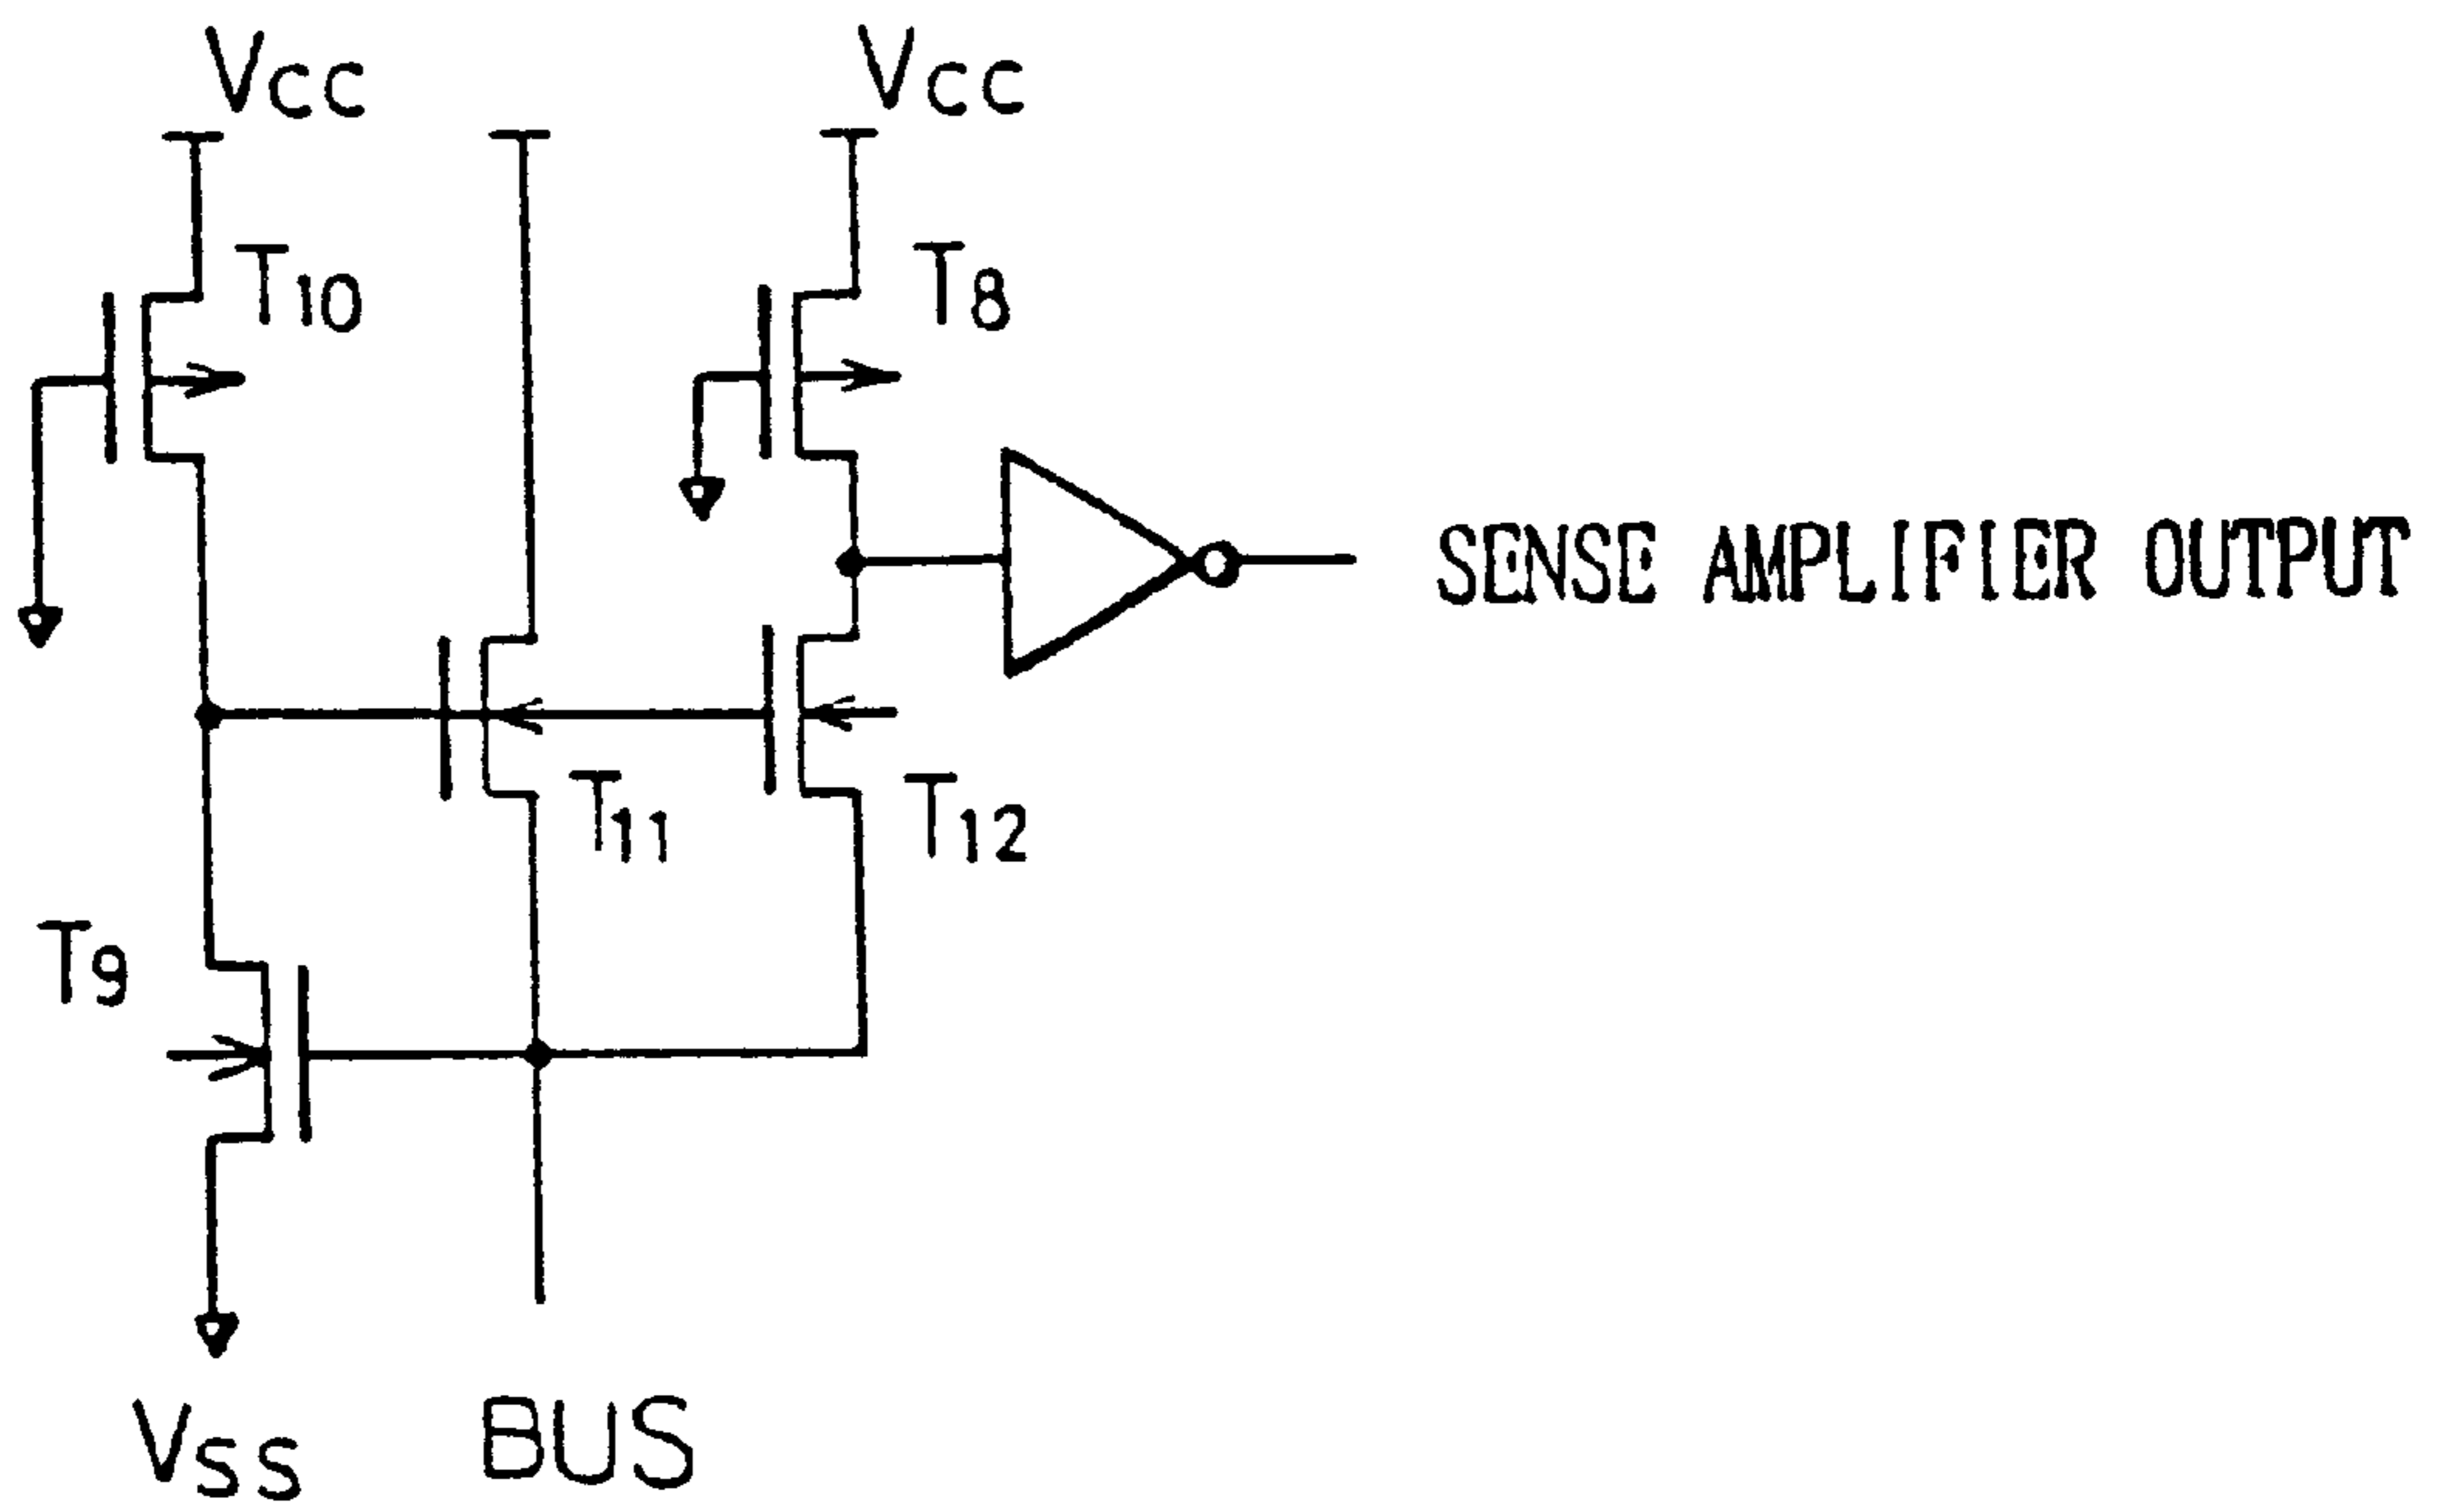 Vcc
Vcc
T10
T8
SENSE AMPLIFIER OUTPUT
T11
T12
T9
Vss
BUS